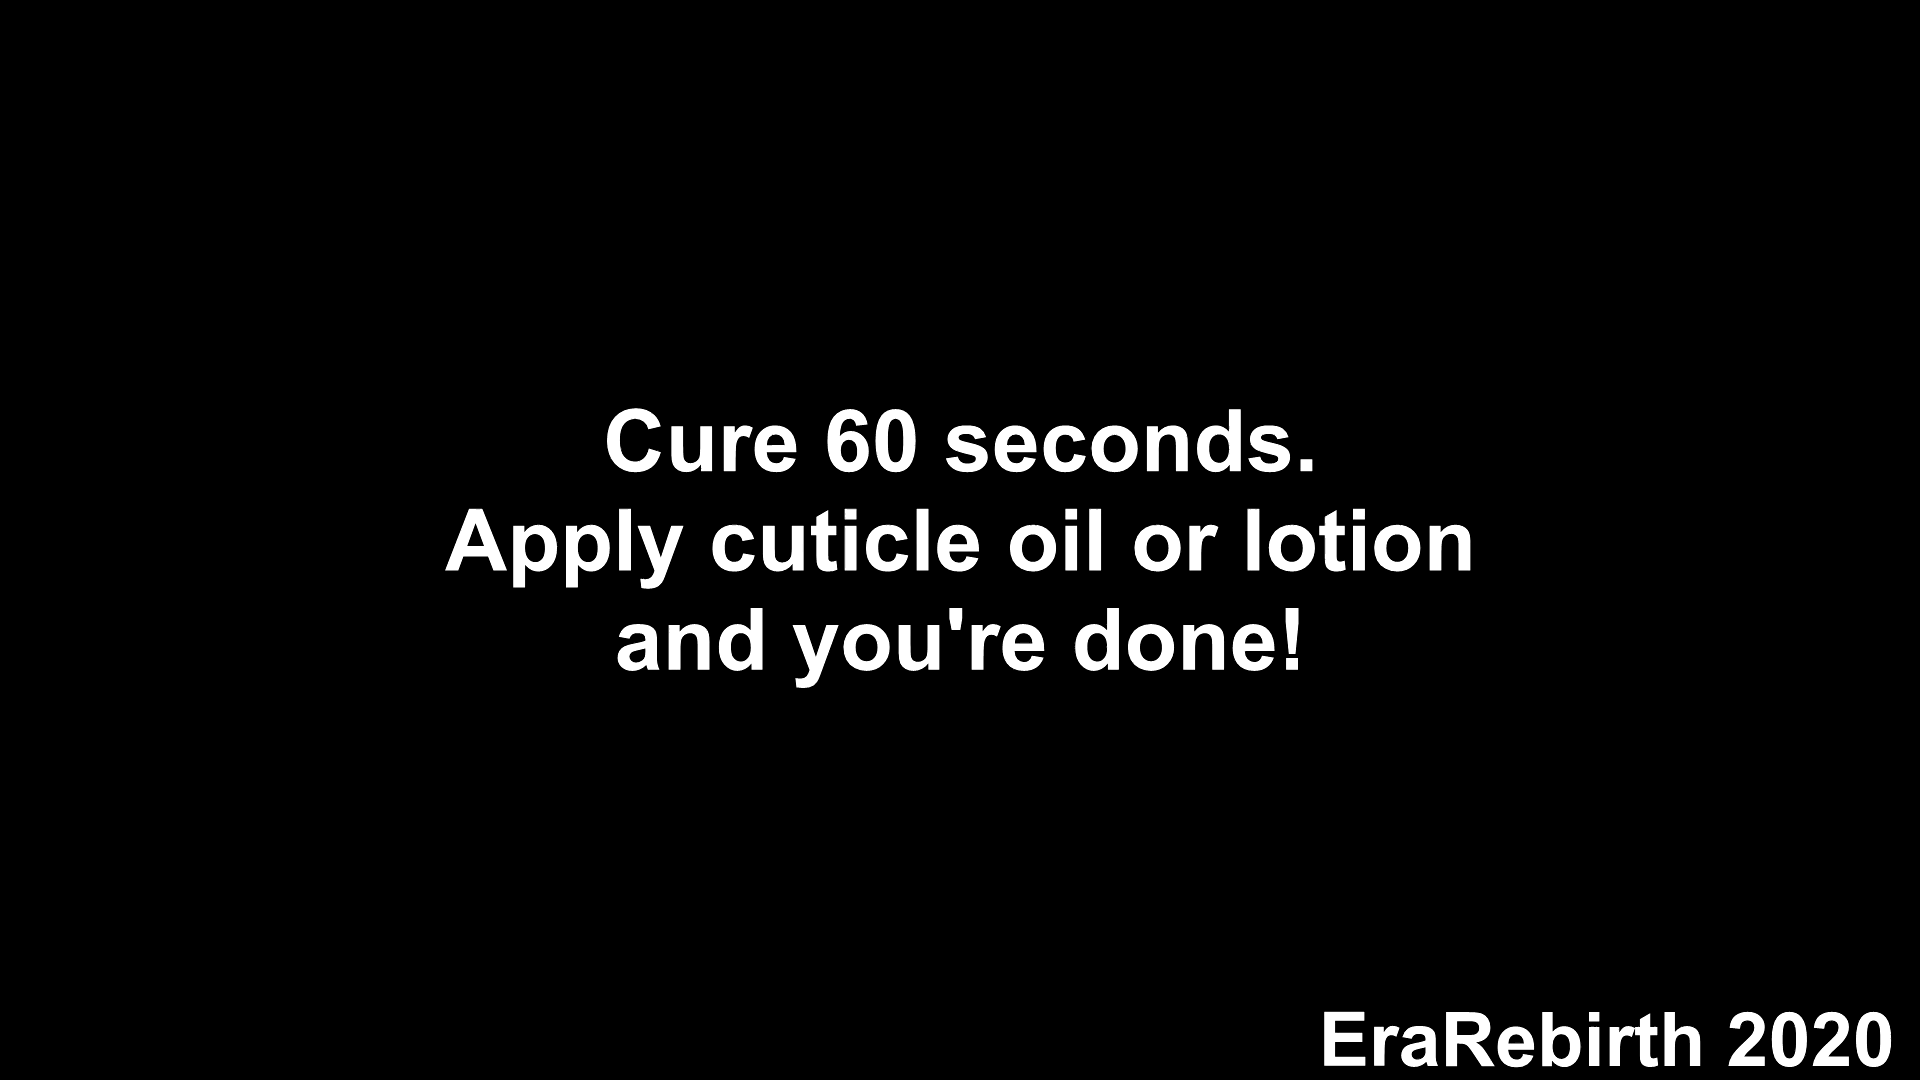 Cure 60 seconds.
Apply cuticle oil or lotion
and you're done!
EraRebirth 2020